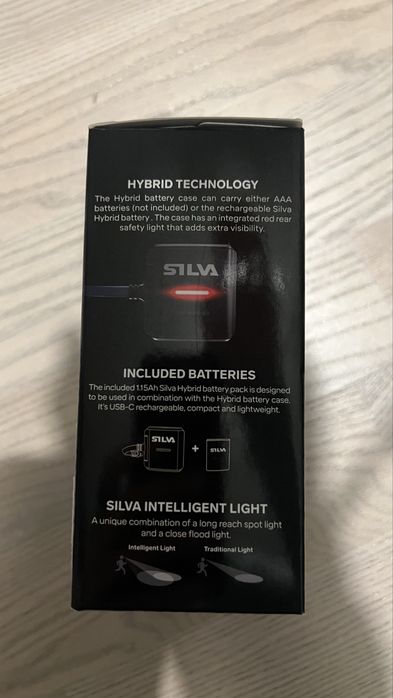 HYBRID TECHNOLOGY
The Hybrid battery case can carry either AAA
batteries (not included) or the rechargeable Silva
Hybrid battery. The case has an integrated red rear
safety light that adds extra visibility.
SILVA
INCLUDED BATTERIES
The included 1.15Ah Silva Hybrid battery pack is designed
to be used in combination with the Hybrid battery case.
It's USB-C rechargeable, compact and lightweight.
SILVA + SILVA
SILVA INTELLIGENT LIGHT
A unique combination of a long reach spot light
and a close flood light.
Intelligent Light Traditional Light